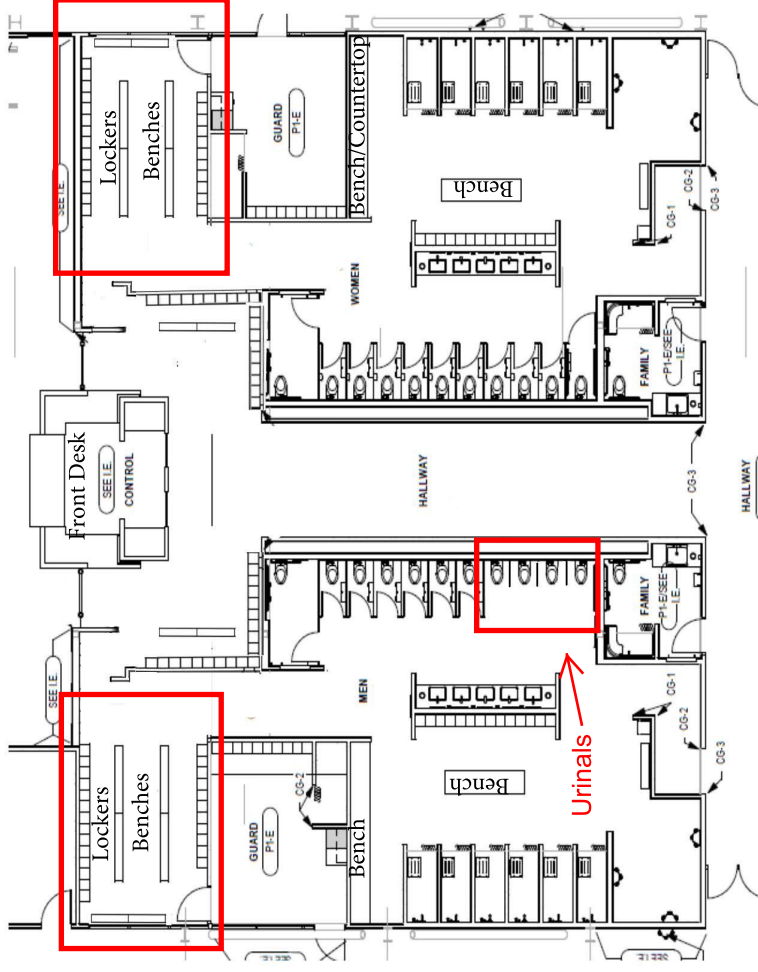 Lockers
Benches
SEE I.E.
GUARD
P1-E
Bench/Countertop
Bench
CG-2
CG-3
CG-1
WOMEN
FAMILY
P1-E/SEE
I.E.
Front Desk
SEE I.E.
CONTROL
HALLWAY
CG-3
HALLWAY
FAMILY
P1-E/SEE
I.E.
SEE I.E.
MEN
CG-1
CG-2
CG-3
Urinals
Lockers
Benches
CG-2
GUARD
P1-E
Bench
Bench